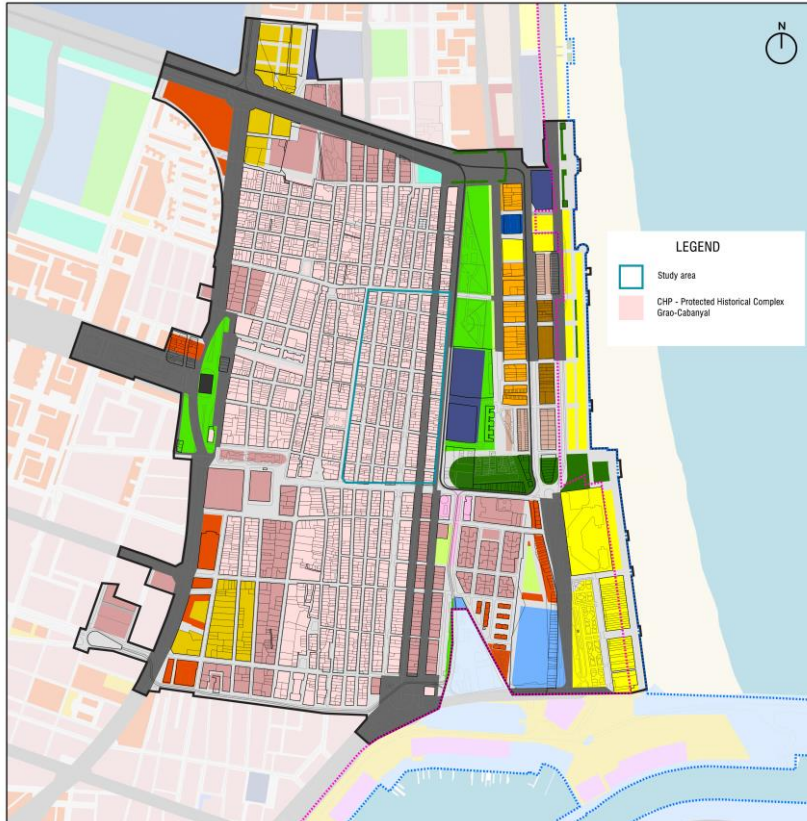 N
LEGEND
Study area
CHP - Protected Historical Complex
Grao-Cabanyal